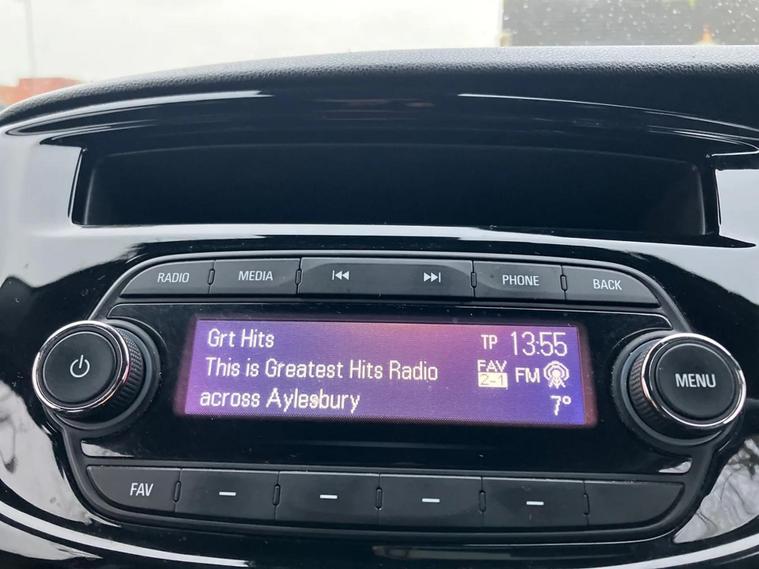 RADIO MEDIA PHONE BACK
Grt Hits TP 13:55
This is Greatest Hits Radio FAV 2-1 FM
across Aylesbury 7°
MENU
FAV